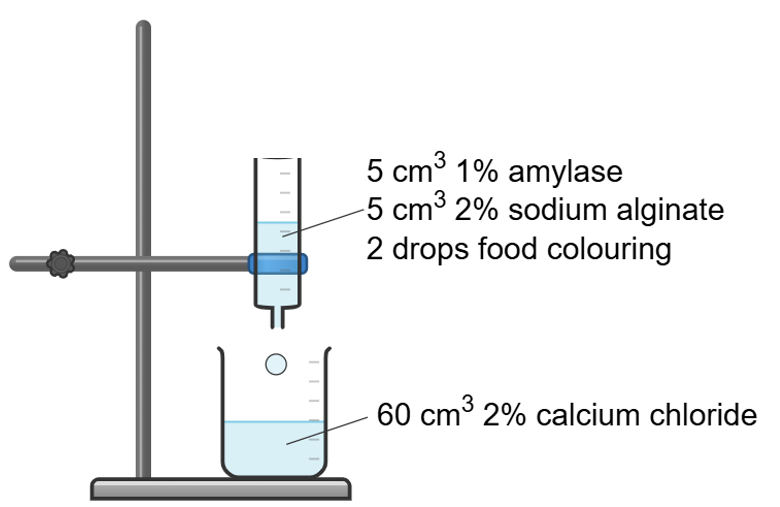 5 cm³ 1% amylase
5 cm³ 2% sodium alginate
2 drops food colouring
60 cm³ 2% calcium chloride